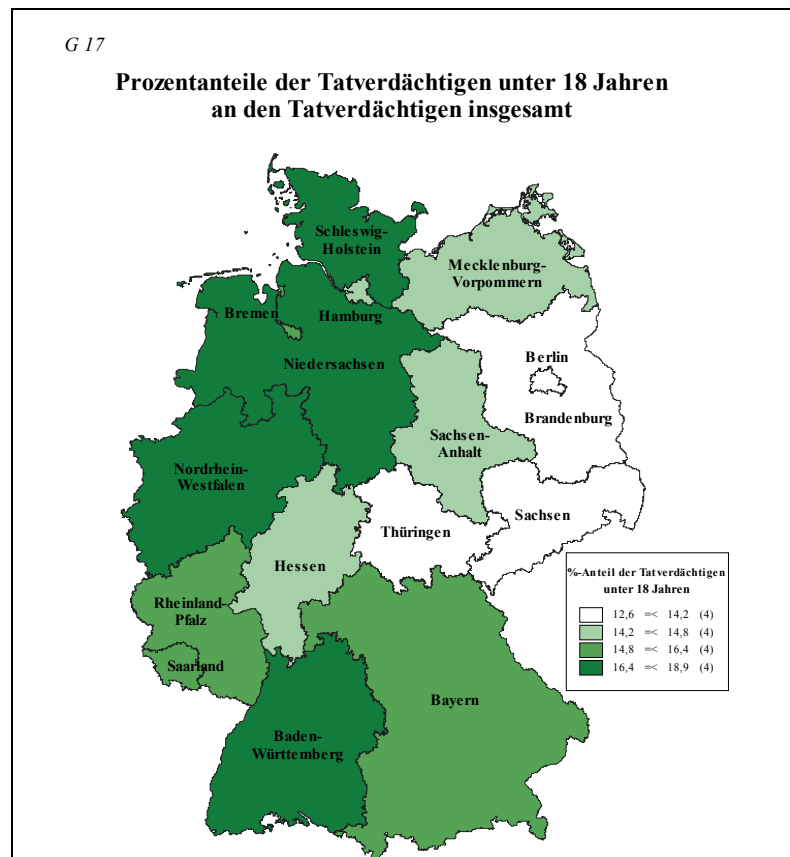 G 17
Prozentanteile der Tatverdächtigen unter 18 Jahren
an den Tatverdächtigen insgesamt
Schleswig-
Holstein
Mecklenburg-
Vorpommern
Bremen
Hamburg
Niedersachsen
Berlin
Brandenburg
Sachsen-
Anhalt
Nordrhein-
Westfalen
Sachsen
Thüringen
Hessen
Rheinland-
Pfalz
Saarland
Bayern
Baden-
Württemberg
%-Anteil der Tatverdächtigen
unter 18 Jahren
12,6 =< 14,2 (4)
14,2 =< 14,8 (4)
14,8 =< 16,4 (4)
16,4 =< 18,9 (4)